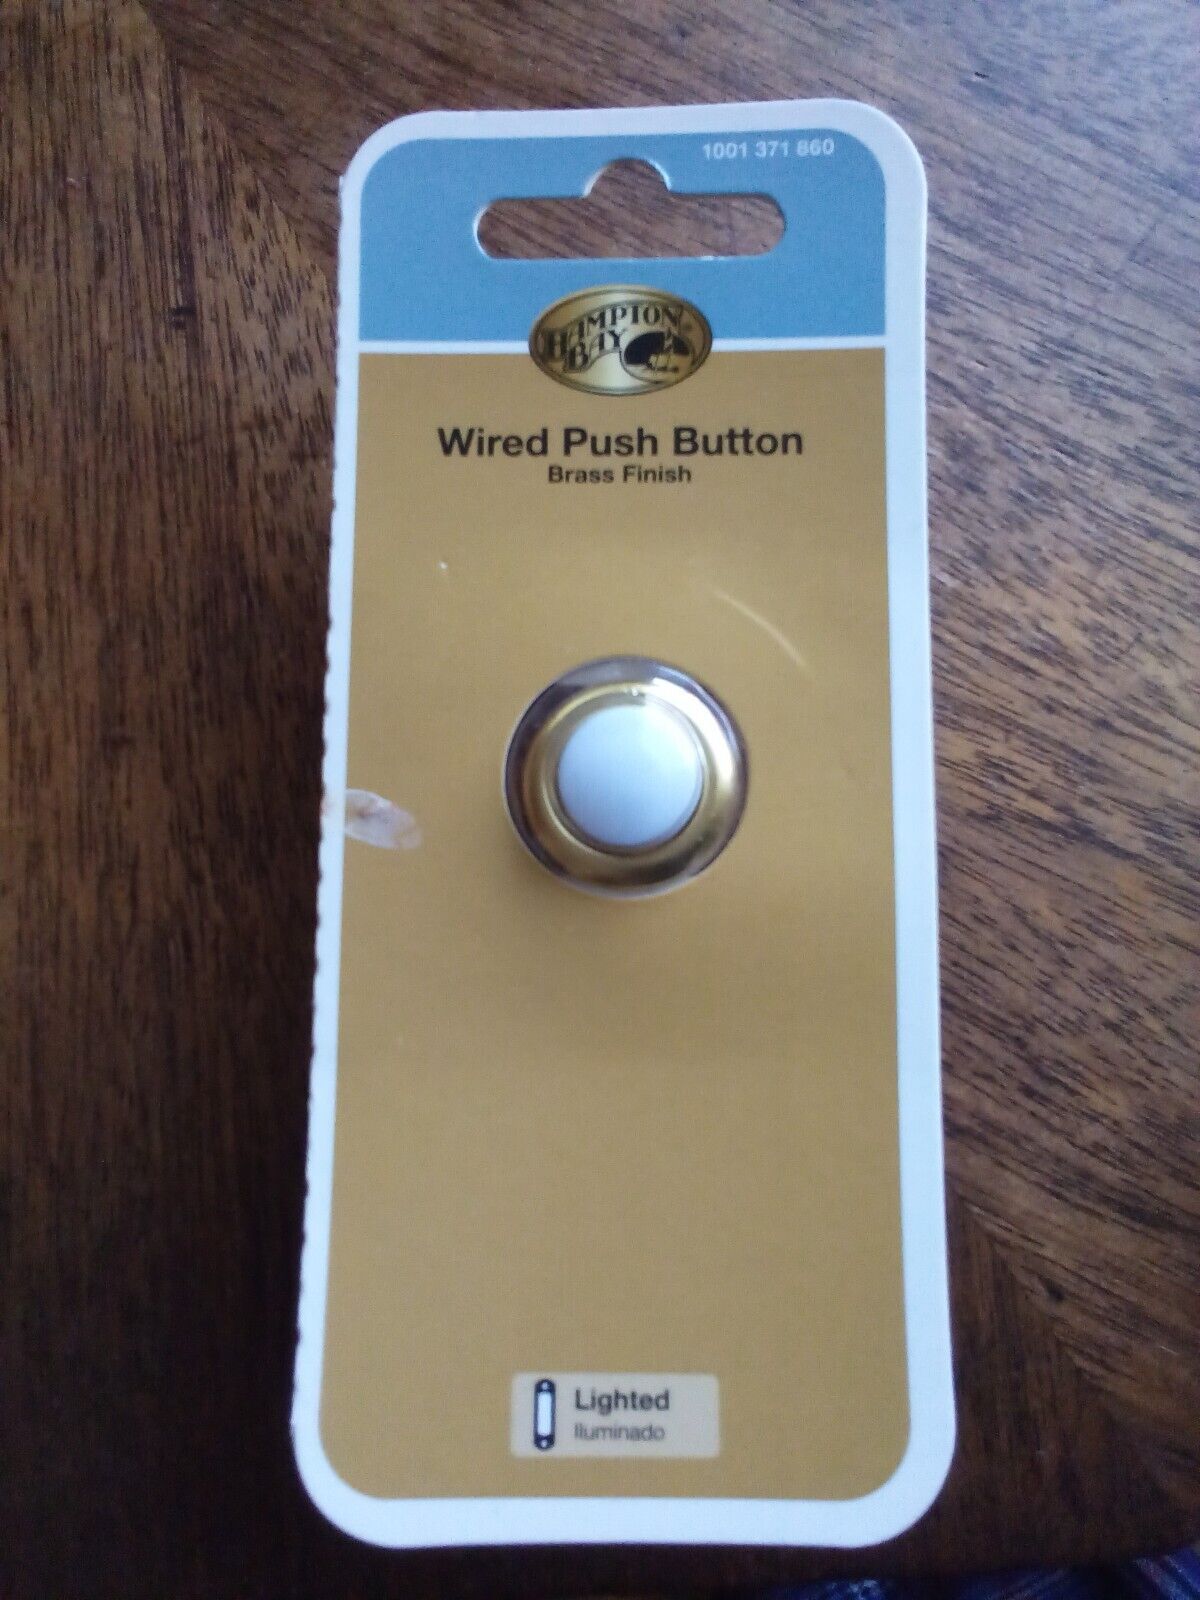 1001 371 860
HAMPTON
BAY ®
Wired Push Button
Brass Finish
Lighted
Iluminado